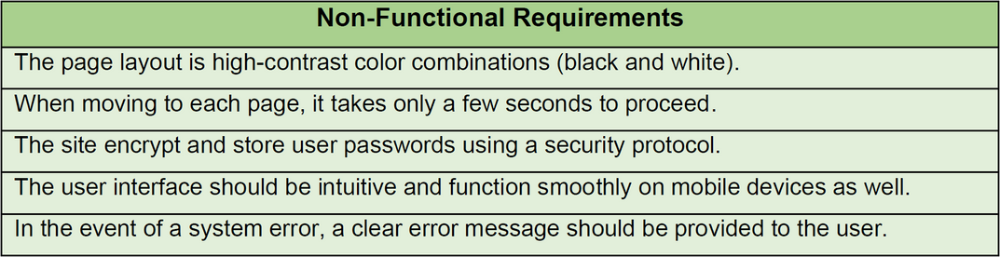 Non-Functional Requirements
The page layout is high-contrast color combinations (black and white).
When moving to each page, it takes only a few seconds to proceed.
The site encrypt and store user passwords using a security protocol.
The user interface should be intuitive and function smoothly on mobile devices as well.
In the event of a system error, a clear error message should be provided to the user.